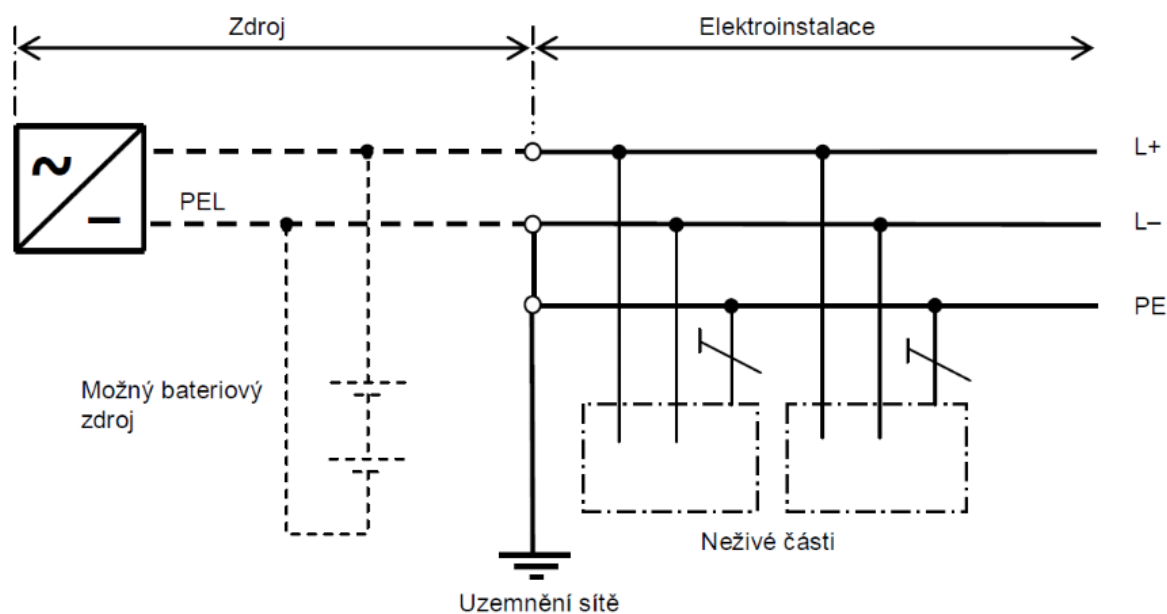 Zdroj
Elektroinstalace
~
–
PEL
L+
L–
PE
Možný bateriový
zdroj
Neživé části
Uzemnění sítě